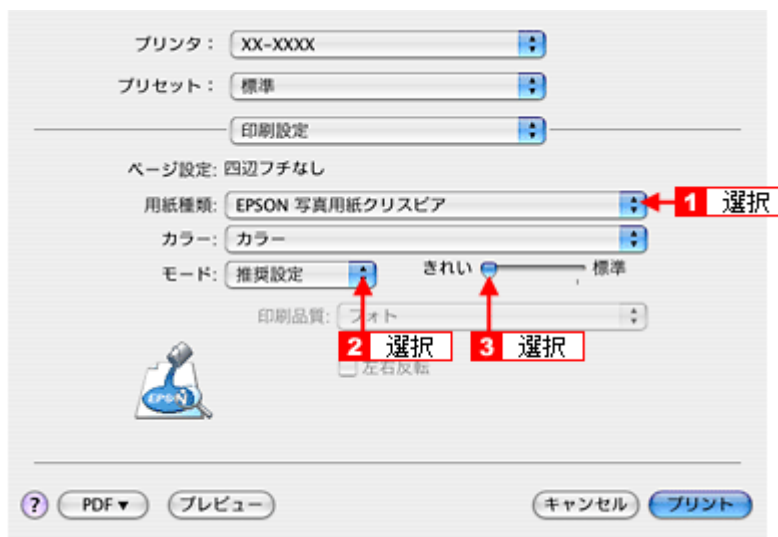 プリンタ： XX-XXXX
プリセット： 標準
印刷設定
ページ設定: 四辺フチなし
用紙種類: EPSON 写真用紙クリスピア 1 選択
カラー: カラー
モード: 推奨設定 きれい 標準
印刷品質: フォト
2 選択 3 選択
左右反転
EPSON
? PDF▼ プレビュー キャンセル プリント